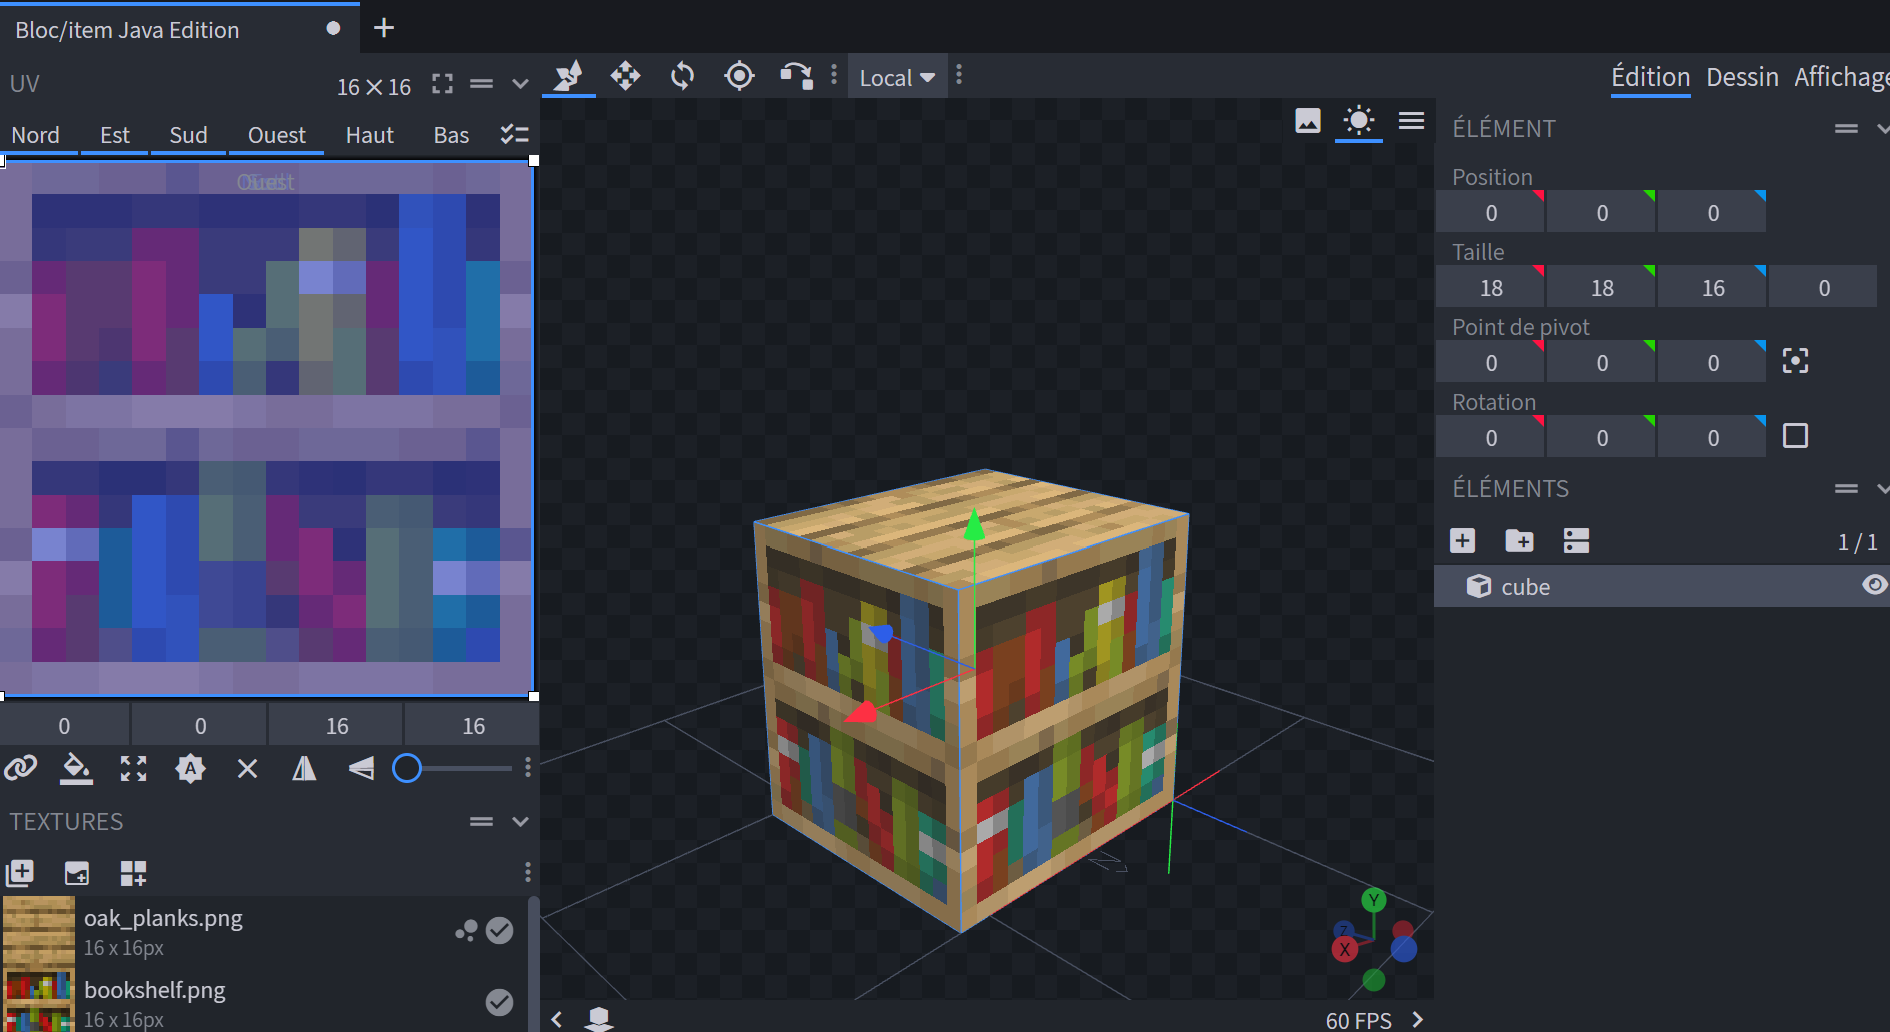 Bloc/item Java Edition
UV
16 × 16
Local
Édition Dessin Affichage
Nord Est Sud Ouest Haut Bas
Ouest
ÉLÉMENT
Position
0 0 0
Taille
18 18 16 0
Point de pivot
0 0 0
Rotation
0 0 0
ÉLÉMENTS
1 / 1
cube
0 0 16 16
A
TEXTURES
oak_planks.png
16 x 16px
bookshelf.png
16 x 16px
N
Y
Z
X
60 FPS